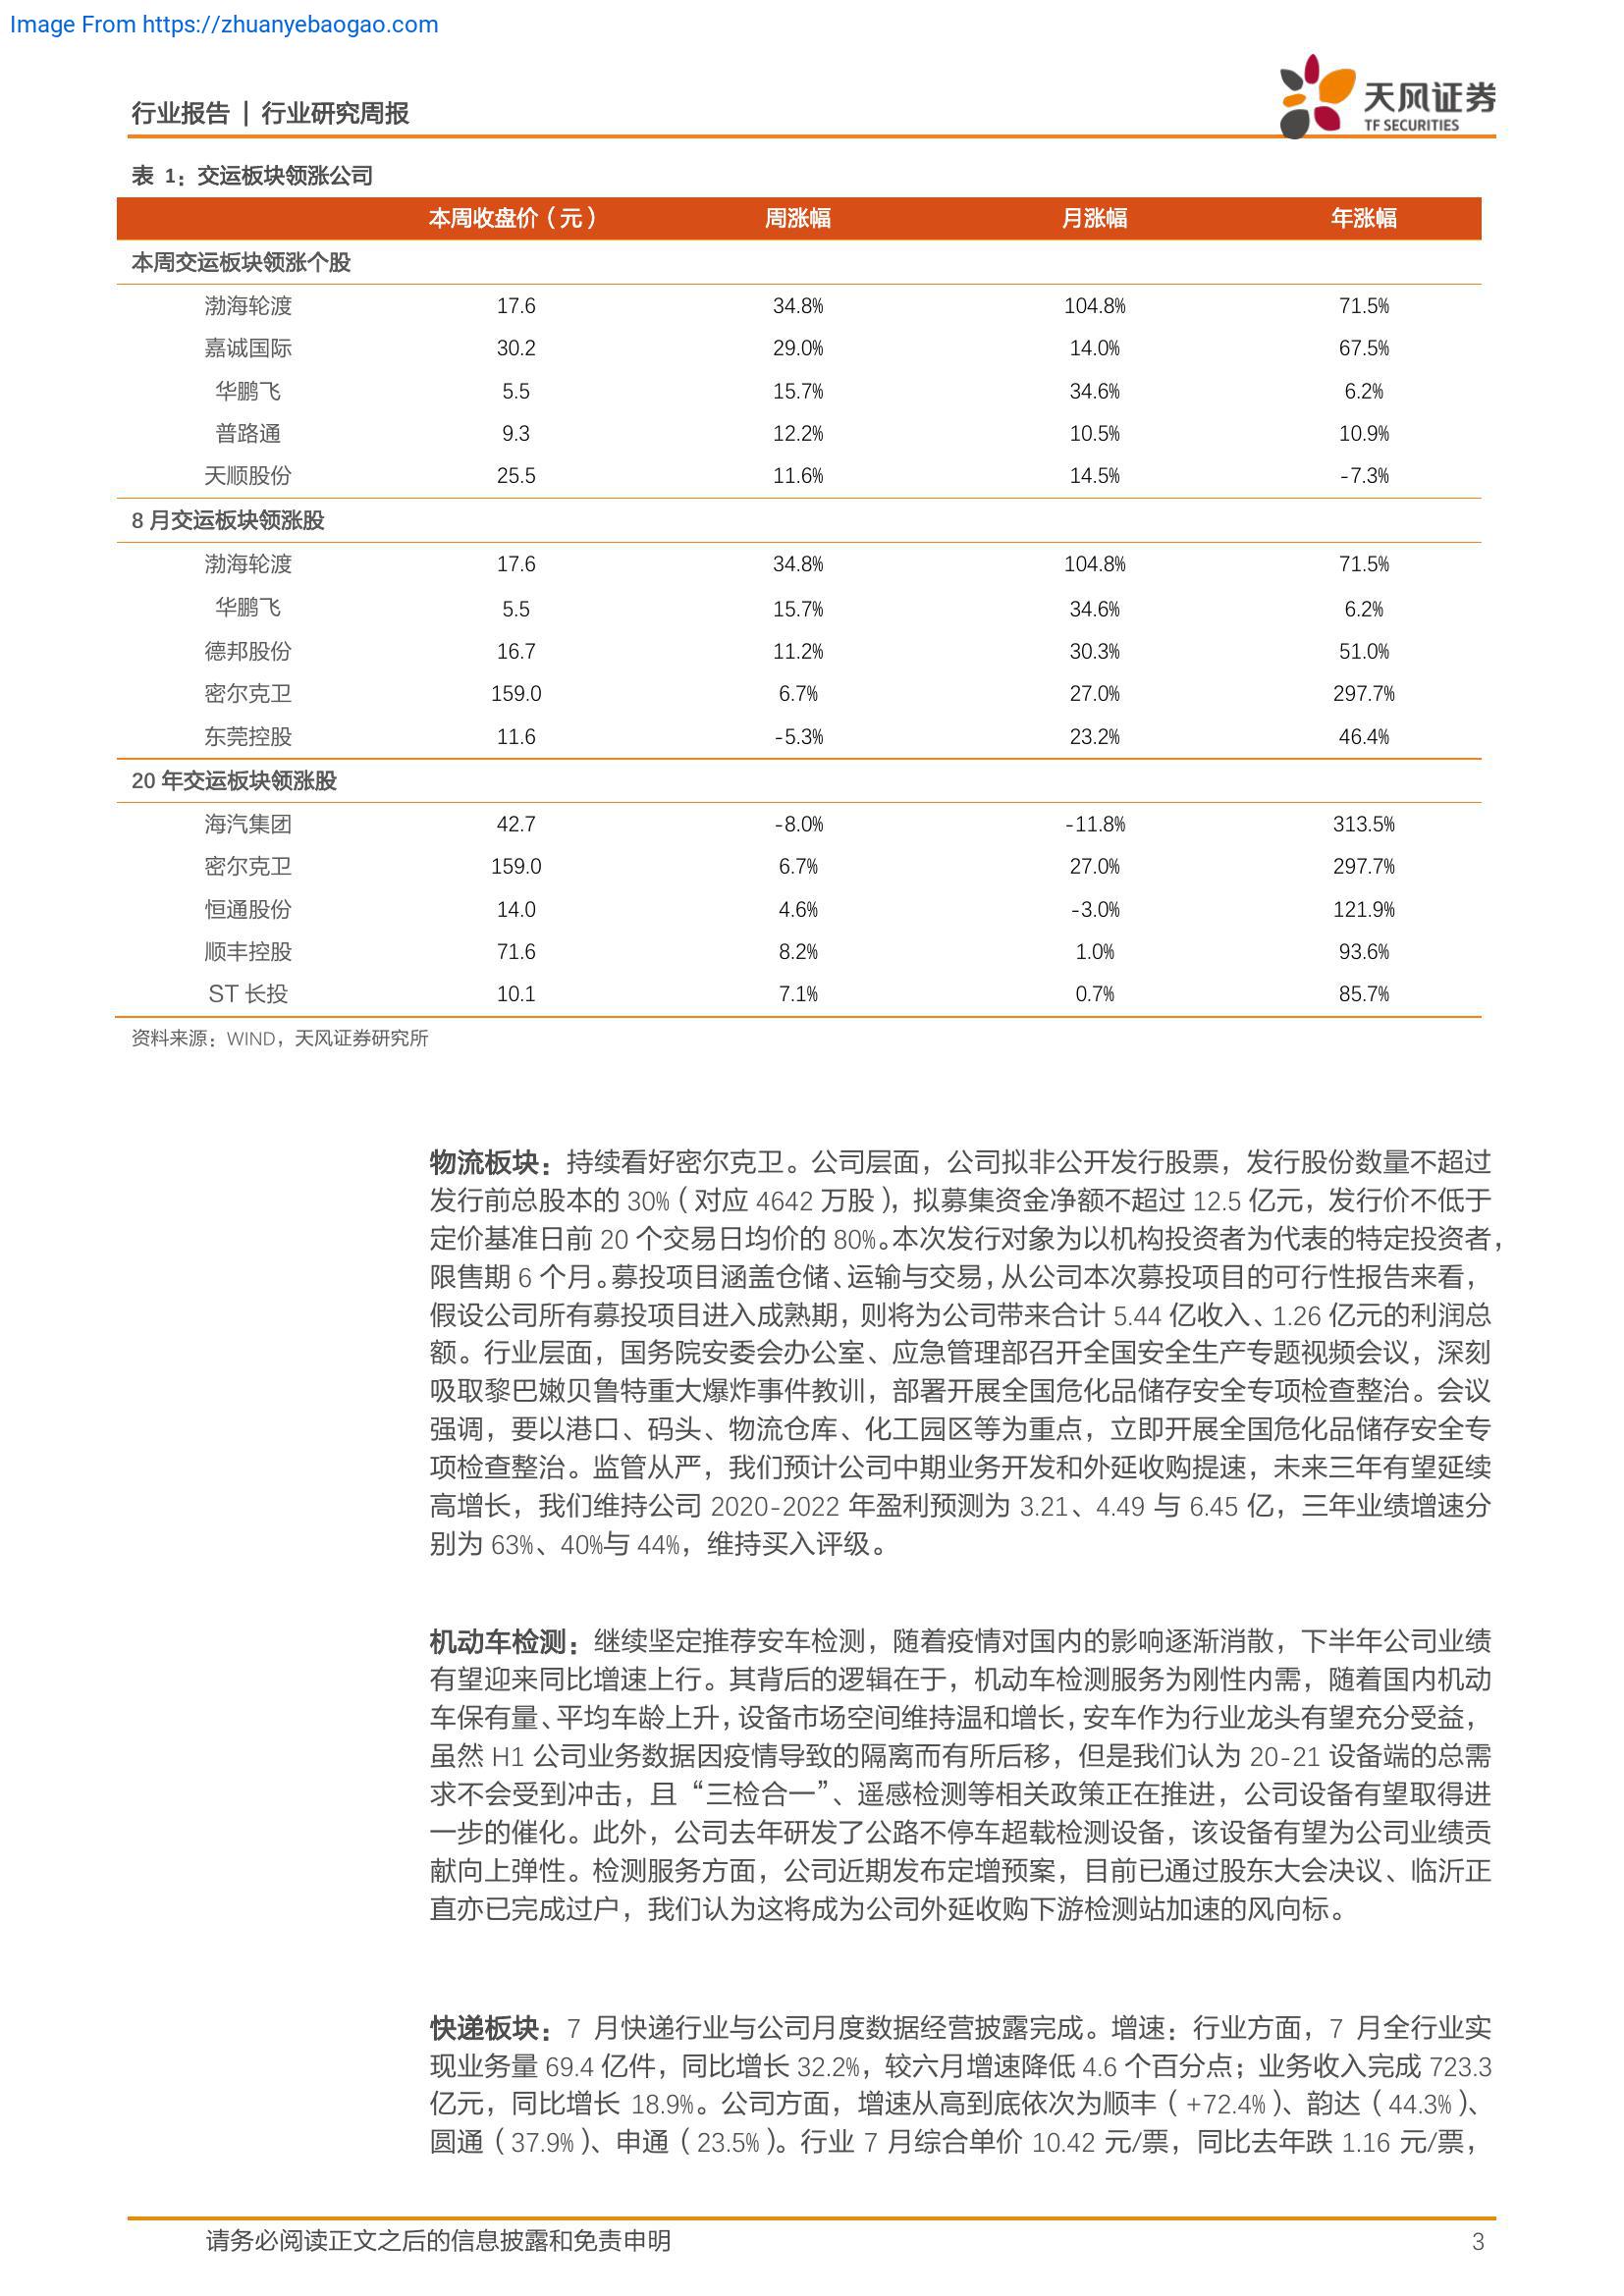 Image From https://zhuanyebaogao.com
行业报告 | 行业研究周报
天风证券
TF SECURITIES
表 1：交运板块领涨公司
本周收盘价（元） 周涨幅 月涨幅 年涨幅
本周交运板块领涨个股
渤海轮渡 17.6 34.8% 104.8% 71.5%
嘉诚国际 30.2 29.0% 14.0% 67.5%
华鹏飞 5.5 15.7% 34.6% 6.2%
普路通 9.3 12.2% 10.5% 10.9%
天顺股份 25.5 11.6% 14.5% -7.3%
8 月交运板块领涨股
渤海轮渡 17.6 34.8% 104.8% 71.5%
华鹏飞 5.5 15.7% 34.6% 6.2%
德邦股份 16.7 11.2% 30.3% 51.0%
密尔克卫 159.0 6.7% 27.0% 297.7%
东莞控股 11.6 -5.3% 23.2% 46.4%
20 年交运板块领涨股
海汽集团 42.7 -8.0% -11.8% 313.5%
密尔克卫 159.0 6.7% 27.0% 297.7%
恒通股份 14.0 4.6% -3.0% 121.9%
顺丰控股 71.6 8.2% 1.0% 93.6%
ST 长投 10.1 7.1% 0.7% 85.7%
资料来源：WIND，天风证券研究所
物流板块：持续看好密尔克卫。公司层面，公司拟非公开发行股票，发行股份数量不超过
发行前总股本的 30%（对应 4642 万股），拟募集资金净额不超过 12.5 亿元，发行价不低于
定价基准日前 20 个交易日均价的 80%。本次发行对象为以机构投资者为代表的特定投资者，
限售期 6 个月。募投项目涵盖仓储、运输与交易，从公司本次募投项目的可行性报告来看，
假设公司所有募投项目进入成熟期，则将为公司带来合计 5.44 亿收入、1.26 亿元的利润总
额。行业层面，国务院安委会办公室、应急管理部召开全国安全生产专题视频会议，深刻
吸取黎巴嫩贝鲁特重大爆炸事件教训，部署开展全国危化品储存安全专项检查整治。会议
强调，要以港口、码头、物流仓库、化工园区等为重点，立即开展全国危化品储存安全专
项检查整治。监管从严，我们预计公司中期业务开发和外延收购提速，未来三年有望延续
高增长，我们维持公司 2020-2022 年盈利预测为 3.21、4.49 与 6.45 亿，三年业绩增速分
别为 63%、40%与 44%，维持买入评级。
机动车检测：继续坚定推荐安车检测，随着疫情对国内的影响逐渐消散，下半年公司业绩
有望迎来同比增速上行。其背后的逻辑在于，机动车检测服务为刚性内需，随着国内机动
车保有量、平均车龄上升，设备市场空间维持温和增长，安车作为行业龙头有望充分受益，
虽然 H1 公司业务数据因疫情导致的隔离而有所后移，但是我们认为 20-21 设备端的总需
求不会受到冲击，且“三检合一”、遥感检测等相关政策正在推进，公司设备有望取得进
一步的催化。此外，公司去年研发了公路不停车超载检测设备，该设备有望为公司业绩贡
献向上弹性。检测服务方面，公司近期发布定增预案，目前已通过股东大会决议、临沂正
直亦已完成过户，我们认为这将成为公司外延收购下游检测站加速的风向标。
快递板块：7 月快递行业与公司月度数据经营披露完成。增速：行业方面，7 月全行业实
现业务量 69.4 亿件，同比增长 32.2%，较六月增速降低 4.6 个百分点；业务收入完成 723.3
亿元，同比增长 18.9%。公司方面，增速从高到底依次为顺丰（+72.4%）、韵达（44.3%）、
圆通（37.9%）、申通（23.5%）。行业 7 月综合单价 10.42 元/票，同比去年跌 1.16 元/票，
请务必阅读正文之后的信息披露和免责申明 3